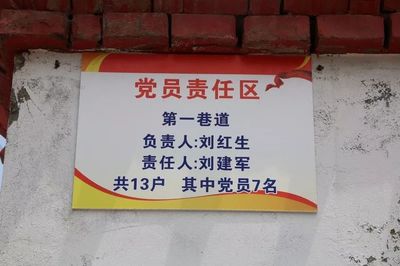 党员责任区
第一巷道
负责人:刘红生
责任人:刘建军
共13户 其中党员7名